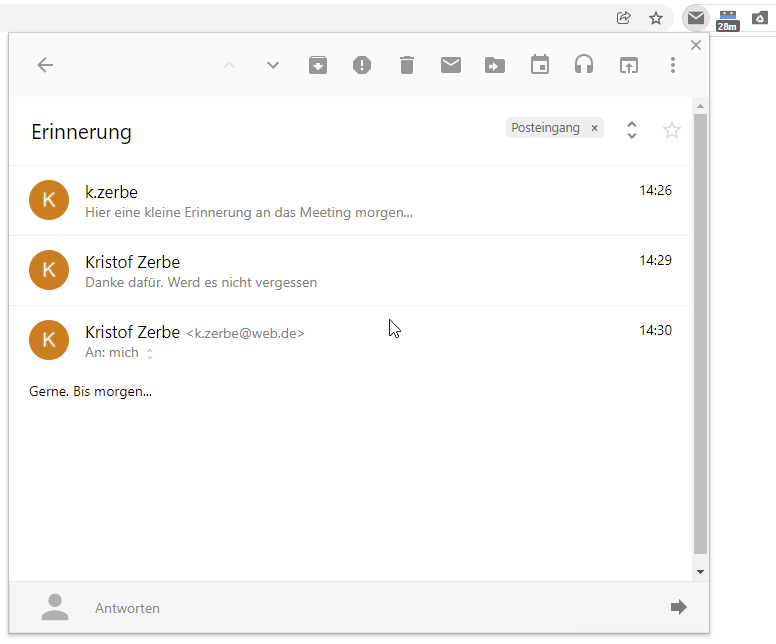 28m
Erinnerung
Posteingang ×
k.zerbe 14:26
Hier eine kleine Erinnerung an das Meeting morgen...
Kristof Zerbe 14:29
Danke dafür. Werd es nicht vergessen
Kristof Zerbe <k.zerbe@web.de> 14:30
An: mich
Gerne. Bis morgen...
Antworten
K
K
K